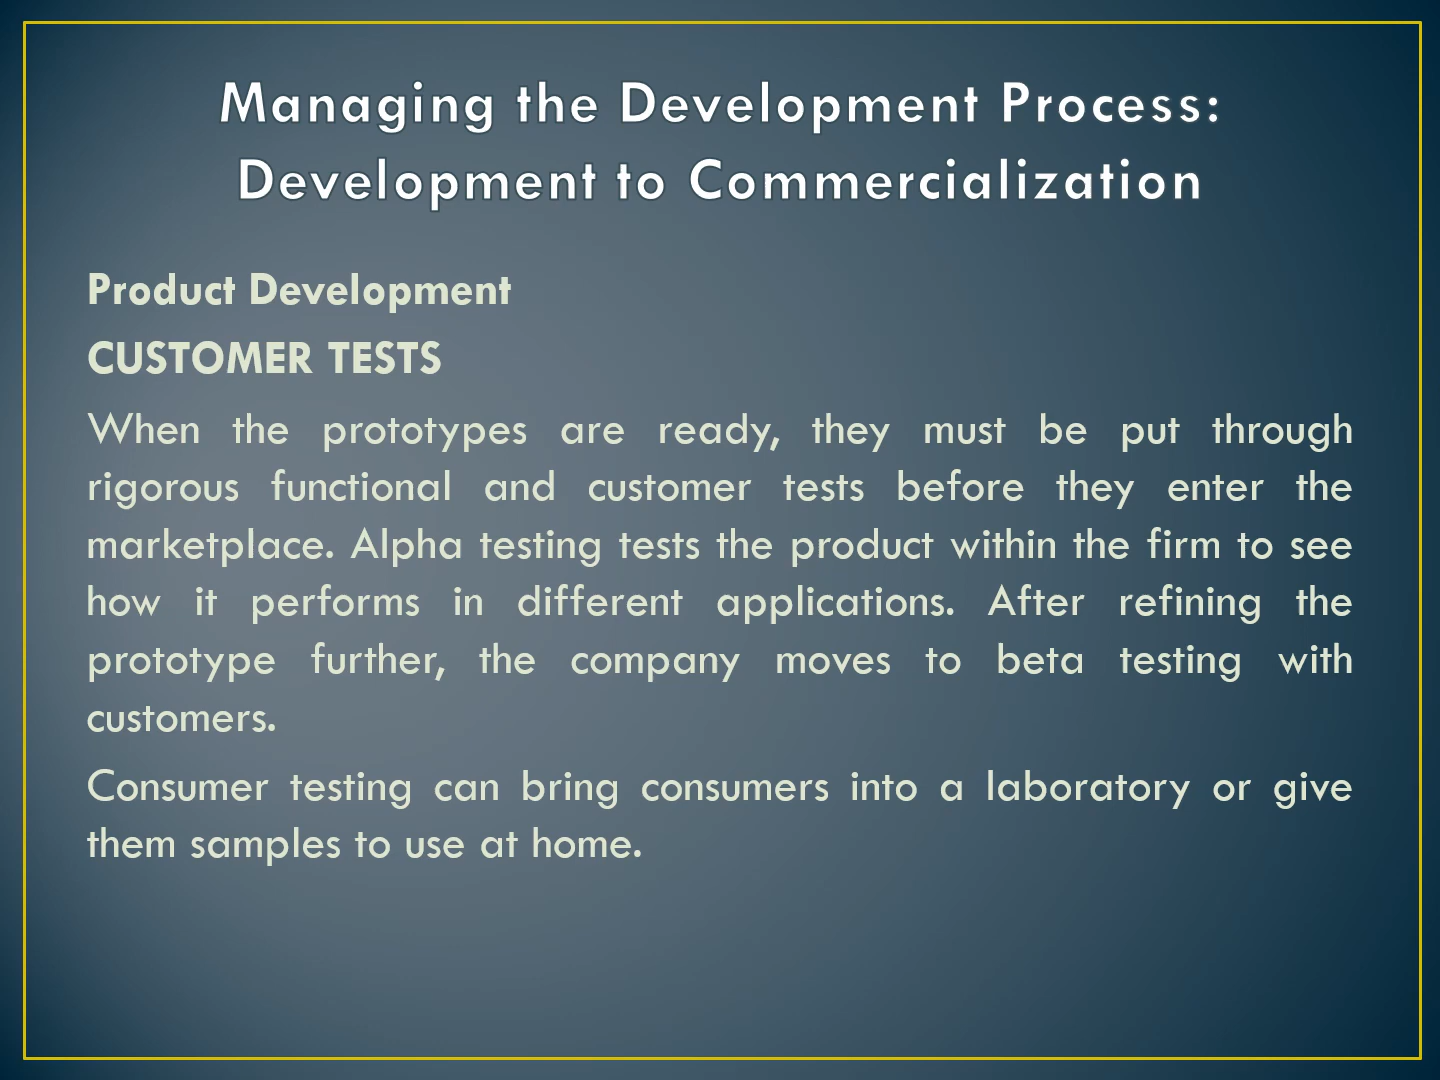 Managing the Development Process:
Development to Commercialization
Product Development
CUSTOMER TESTS
When the prototypes are ready, they must be put through
rigorous functional and customer tests before they enter the
marketplace. Alpha testing tests the product within the firm to see
how it performs in different applications. After refining the
prototype further, the company moves to beta testing with
customers.
Consumer testing can bring consumers into a laboratory or give
them samples to use at home.